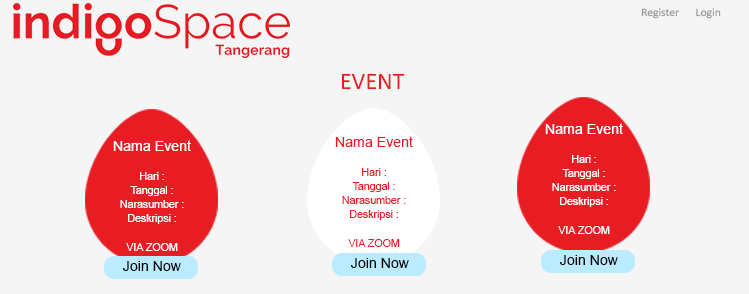 indigoSpace
Tangerang
Register
Login
EVENT
Nama Event
Hari :
Tanggal :
Narasumber :
Deskripsi :
VIA ZOOM
Join Now
Nama Event
Hari :
Tanggal :
Narasumber :
Deskripsi :
VIA ZOOM
Join Now
Nama Event
Hari :
Tanggal :
Narasumber :
Deskripsi :
VIA ZOOM
Join Now